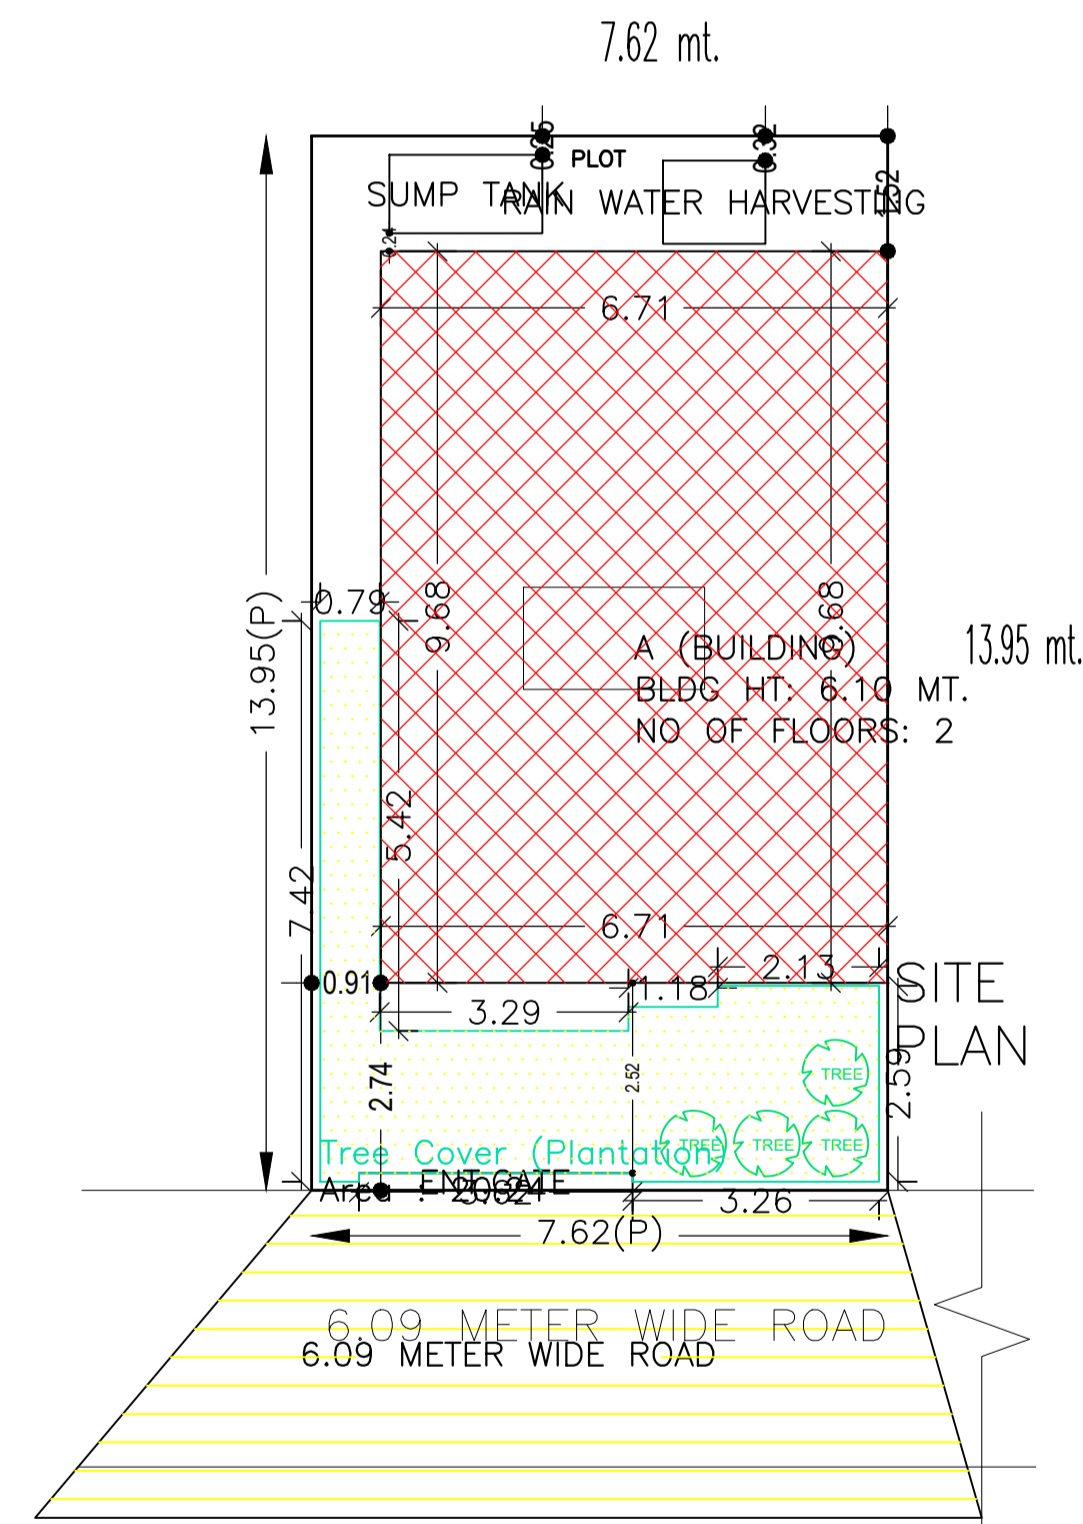 7.62 mt.
0.25
0.32
PLOT
1.52
SUMP TANK
RAIN WATER HARVESTING
6.71
0.79
9.68
9.68
13.95(P)
A (BUILDING)
13.95 mt.
BLDG HT: 6.10 MT.
NO OF FLOORS: 2
5.42
7.42
6.71
2.13
SITE
PLAN
0.91
1.18
3.29
2.74
2.52
2.59
TREE
TREE
TREE
TREE
Tree Cover (Plantation)
ENT.GATE
Area :
3.26
7.62(P)
6.09 METER WIDE ROAD
6.09 METER WIDE ROAD